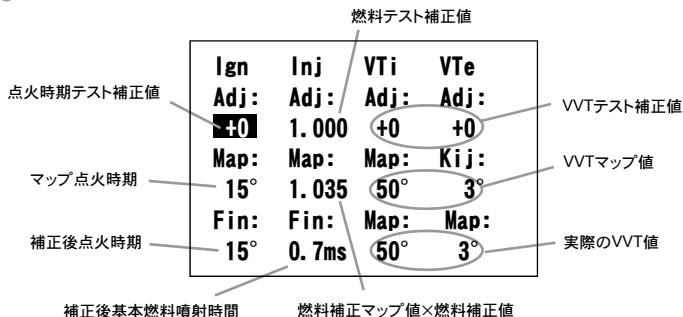 燃料テスト補正値
Ign Inj VTi VTe
点火時期テスト補正値 Adj: Adj: Adj: Adj:
+0 1.000 +0 +0 VVTテスト補正値
Map: Map: Map: Kij: VVTマップ値
マップ点火時期 15° 1.035 50° 3°
Fin: Fin: Map: Map:
補正後点火時期 15° 0.7ms 50° 3° 実際のVVT値
補正後基本燃料噴射時間 燃料補正マップ値×燃料補正値